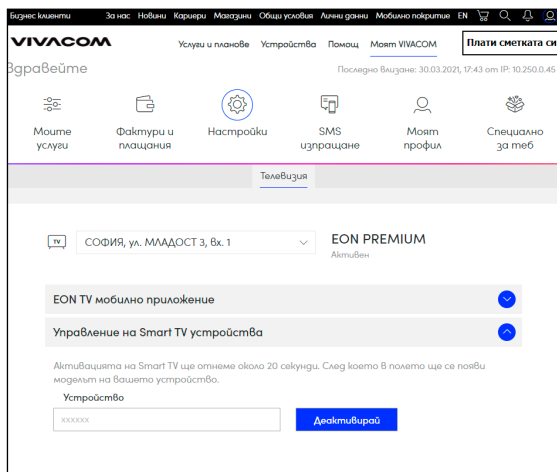 Бизнес клиенти За нас Новини Кариери Магазини Общи условия Лични данни Мобилно покритие EN
VIVACOM Услуги и планове Устройства Помощ Моят VIVACOM Плати сметката си
Здравейте Последно Влизане: 30.03.2021, 17:43 от IP: 10.250.0.45
Моите услуги
Фактури и плащания
Настройки
SMS изпращане
Моят профил
Специално за теб
Телевизия
TV СОФИЯ, ул. МЛАДОСТ 3, вх. 1 EON PREMIUM
Активен
EON TV мобилно приложение
Управление на Smart TV устройства
Активацията на Smart TV ще отнеме около 20 секунди. След което в полето ще се появи
моделът на вашето устройство.
Устройство
xxxxxx Деактивирай